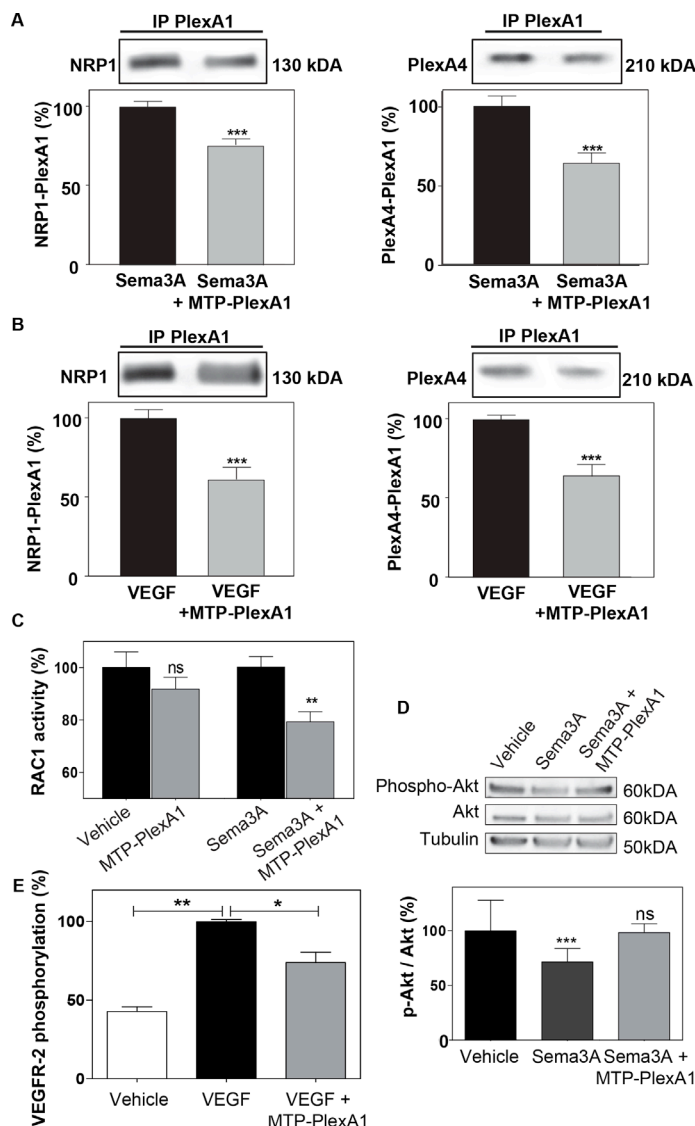 A
IP PlexA1
NRP1
130 kDA
NRP1-PlexA1 (%)
100
50
0
Sema3A
Sema3A
+ MTP-PlexA1
IP PlexA1
PlexA4
210 kDA
PlexA4-PlexA1 (%)
100
50
0
Sema3A
Sema3A
+ MTP-PlexA1
***
***
B
IP PlexA1
NRP1
130 kDA
NRP1-PlexA1 (%)
100
50
0
VEGF
VEGF
+MTP-PlexA1
***
IP PlexA1
PlexA4
210 kDA
PlexA4-PlexA1 (%)
100
50
0
VEGF
VEGF
+MTP-PlexA1
***
C
RAC1 activity (%)
100
80
60
ns
**
Vehicle
MTP-PlexA1
Sema3A
Sema3A +
MTP-PlexA1
D
Vehicle
Sema3A
Sema3A +
MTP-PlexA1
Phospho-Akt
60kDA
Akt
60kDA
Tubulin
50kDA
p-Akt / Akt (%)
100
50
0
***
ns
Vehicle
Sema3A
Sema3A +
MTP-PlexA1
E
VEGFR-2 phosphorylation (%)
100
50
0
**
*
Vehicle
VEGF
VEGF +
MTP-PlexA1